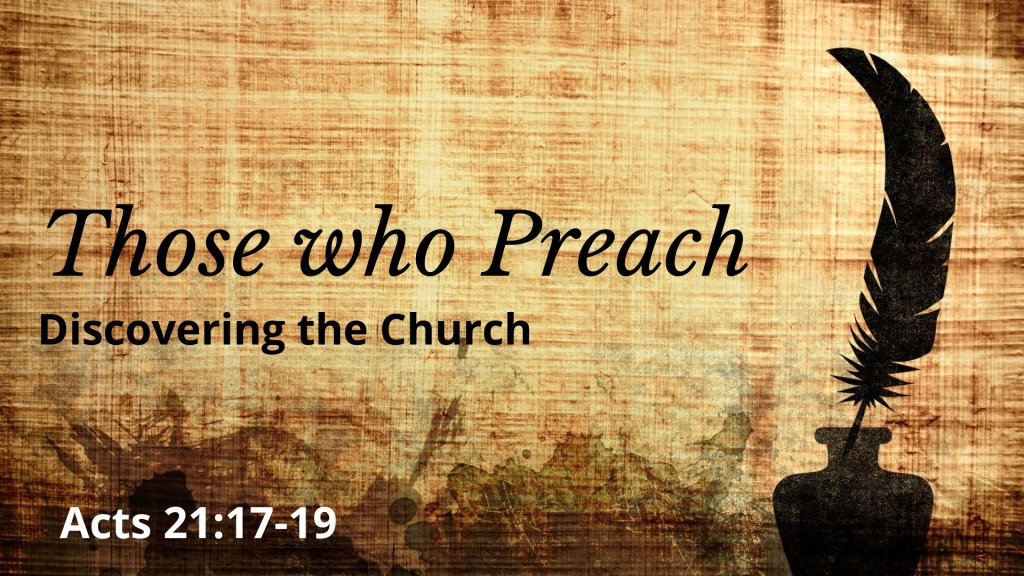 Those who Preach
Discovering the Church
Acts 21:17-19